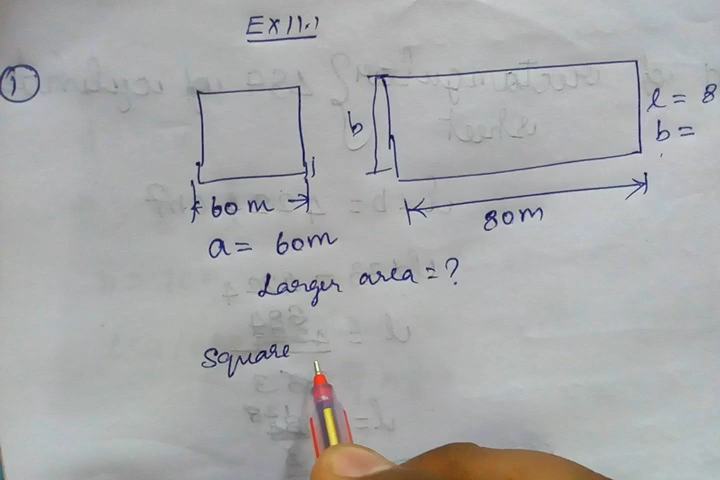 Ex 11.1
1
b
l = 8
b =
60 m
80m
a = 60m
Larger area = ?
Square